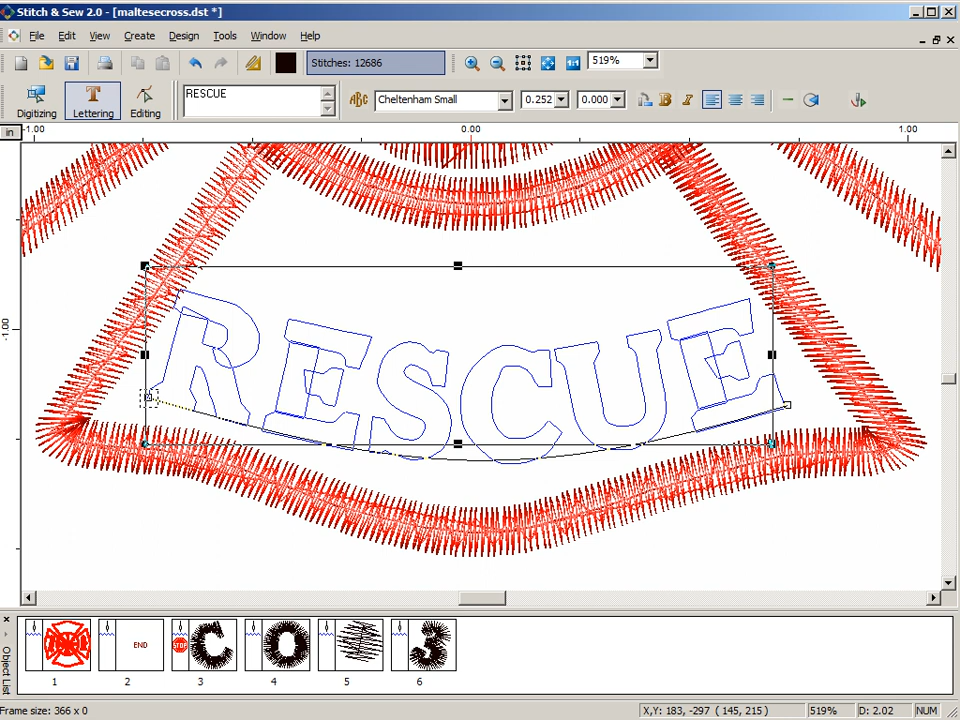 Stitch & Sew 2.0 - [maltesecross.dst *]
File Edit View Create Design Tools Window Help
Stitches: 12686
519%
Digitizing
Lettering
Editing
RESCUE
ABC
Cheltenham Small
0.252
0.000
in
-1.00
0.00
1.00
-1.00
RESCUE
Object List
END
STOP
C
O
3
1
2
3
4
5
6
Frame size: 366 x 0
X,Y: 183, -297 ( 145, 215 )
519%
D: 2.02
NUM